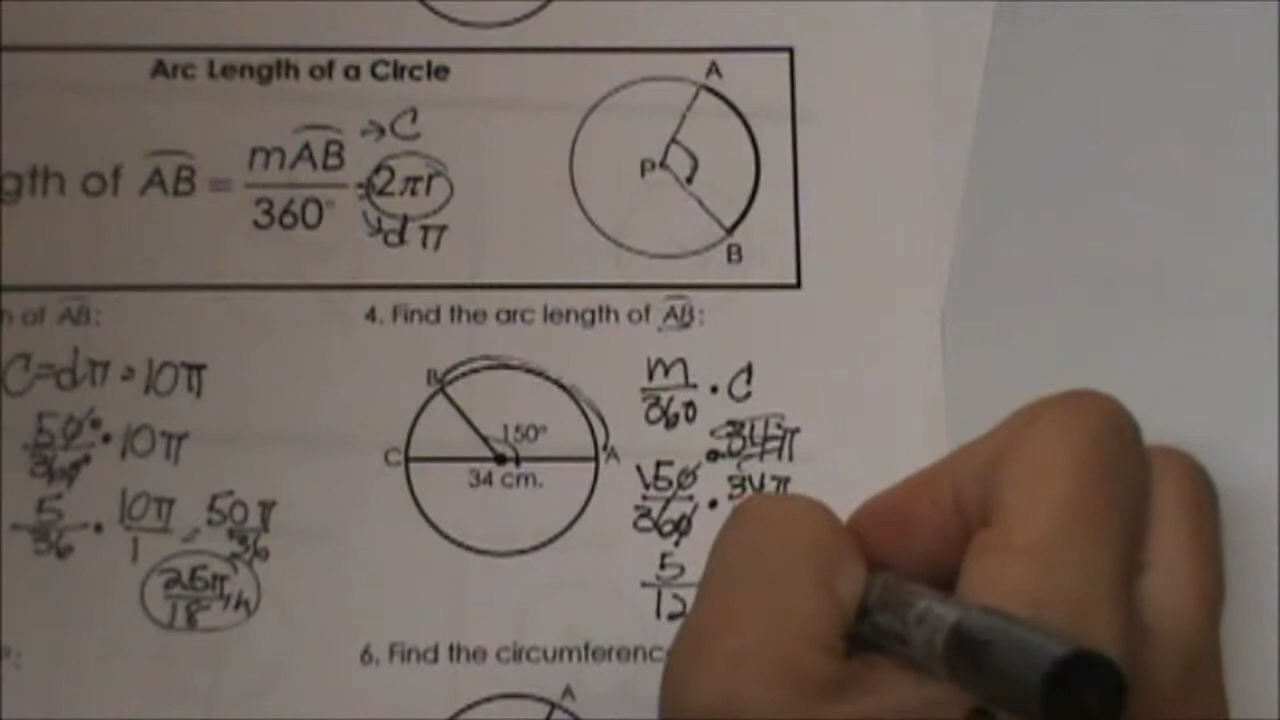 Arc Length of a Circle
→C
gth of AB = mAB/360° · 2πr
↘dπ
A
P
B
h of AB:
C=dπ=10π
50°/360° · 10π
5/36 · 10π/1 = 50π/36
25π/18 in
4. Find the arc length of AB:
B
150°
C
A
34 cm.
m/360 · C
34π
150/360 · 34π
5/12
6. Find the circumferenc
A